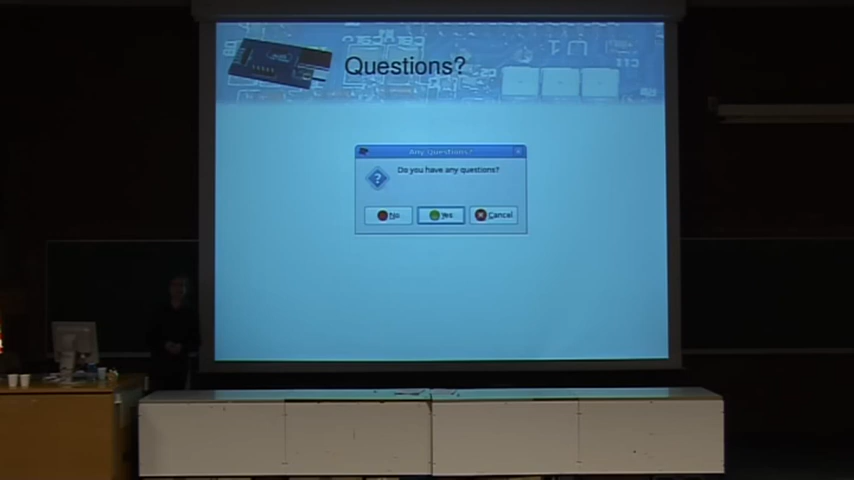 Questions?
Any Questions?
Do you have any questions?
No
Yes
Cancel